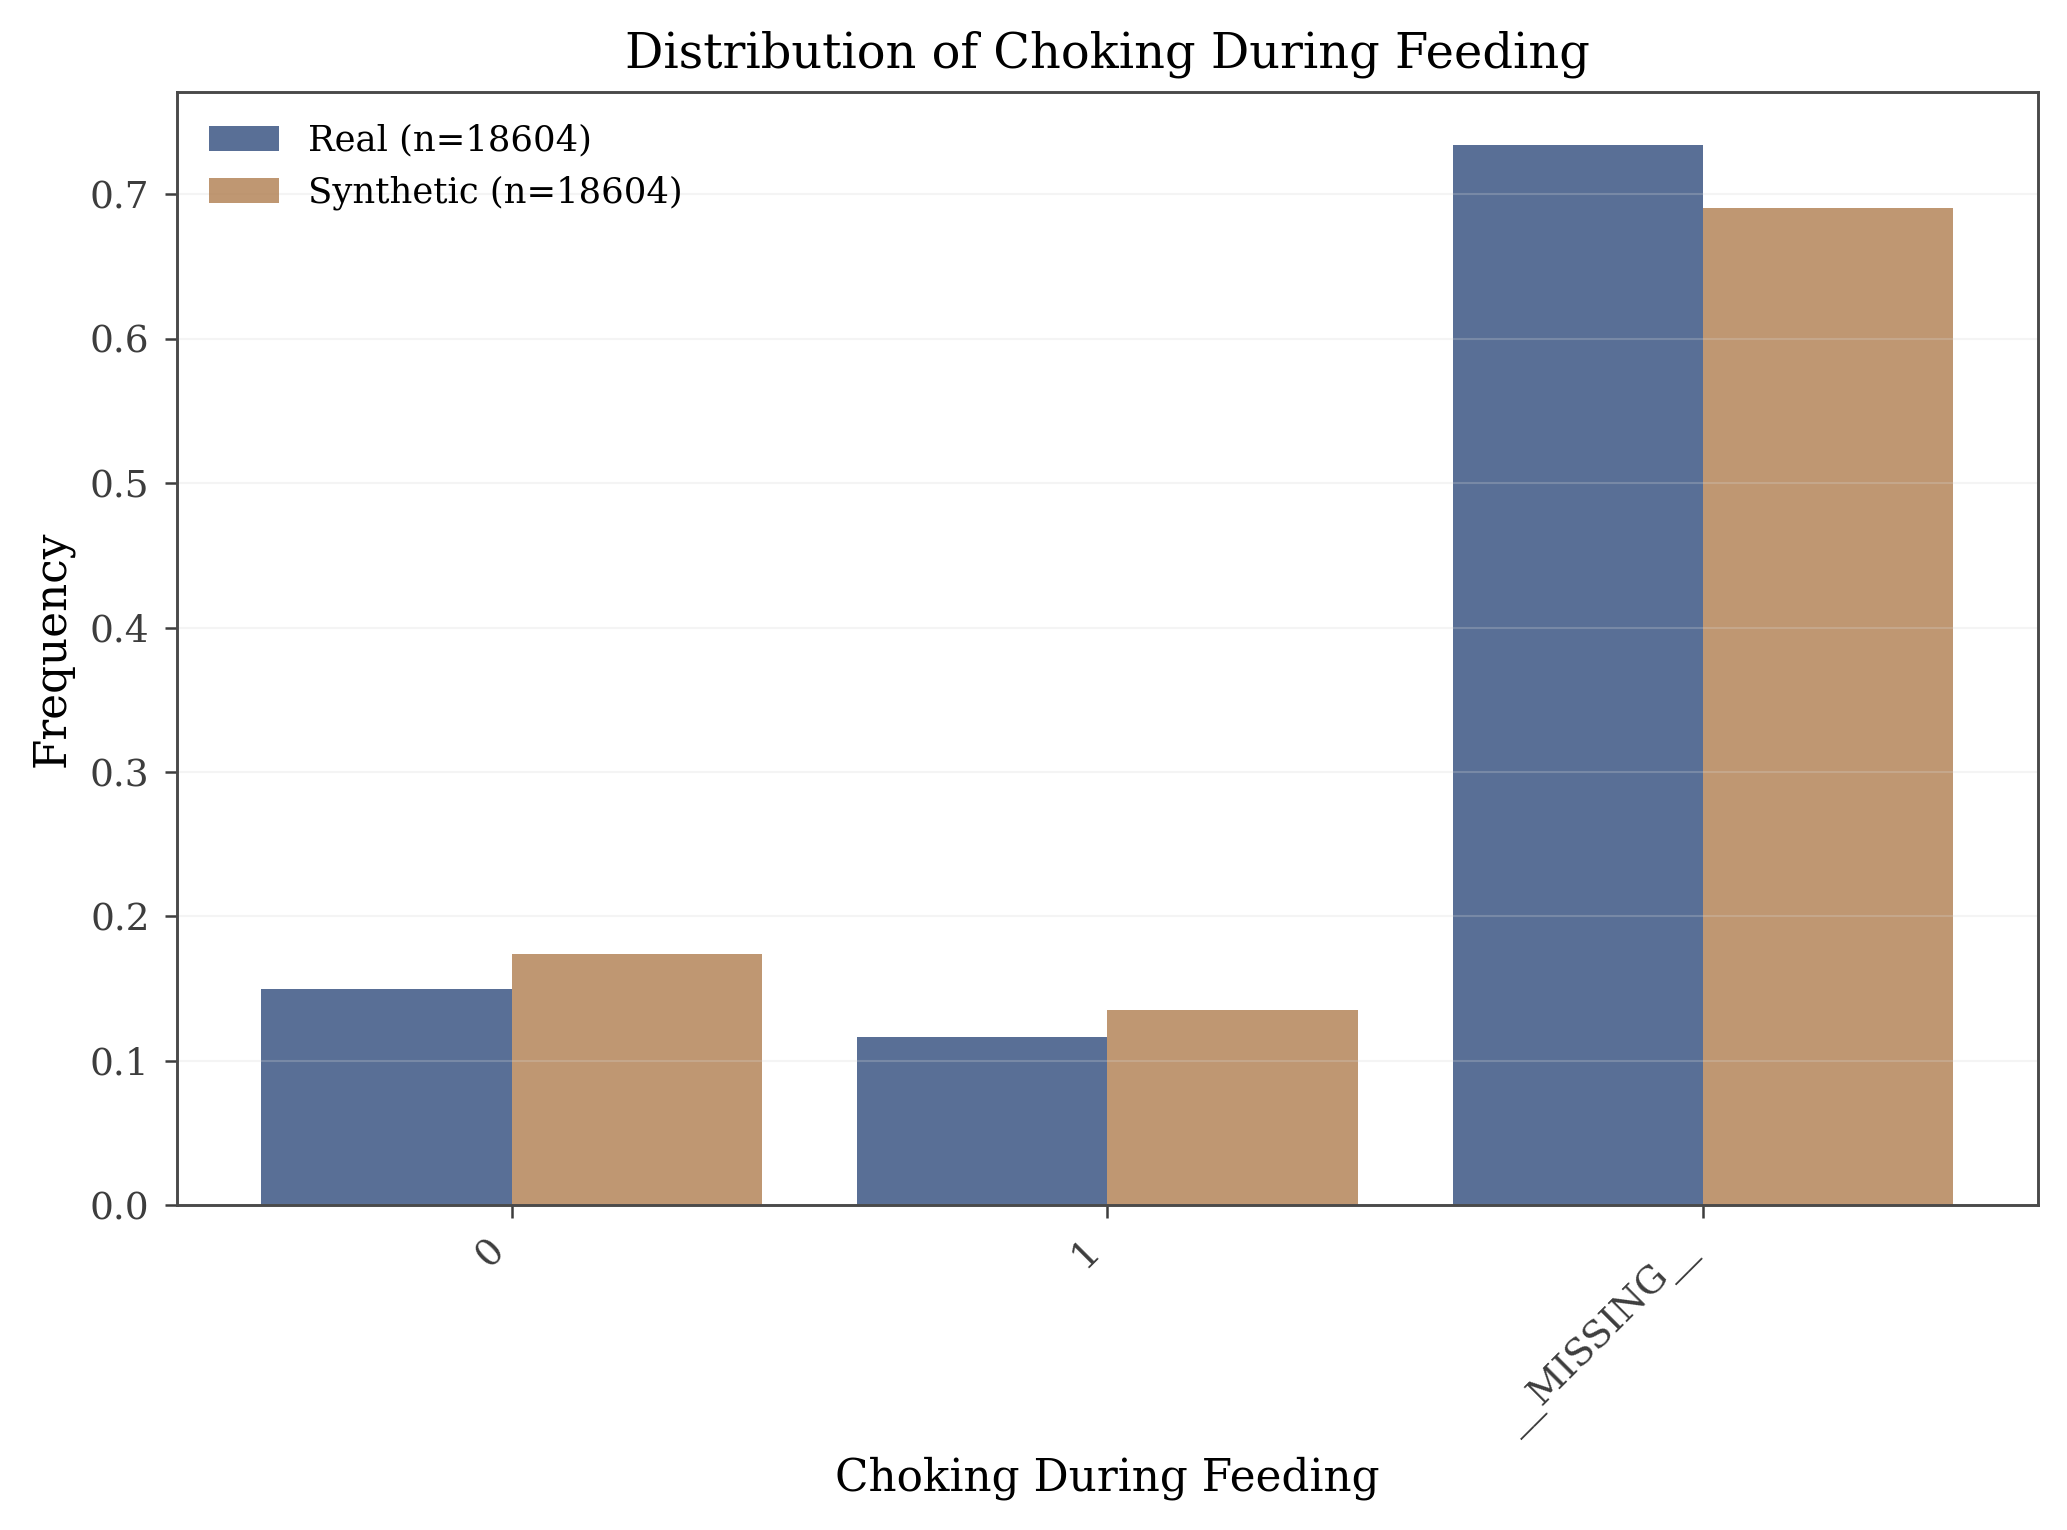 Distribution of Choking During Feeding
Real (n=18604)
Synthetic (n=18604)
Frequency
0.7
0.6
0.5
0.4
0.3
0.2
0.1
0.0
0
1
__MISSING__
Choking During Feeding